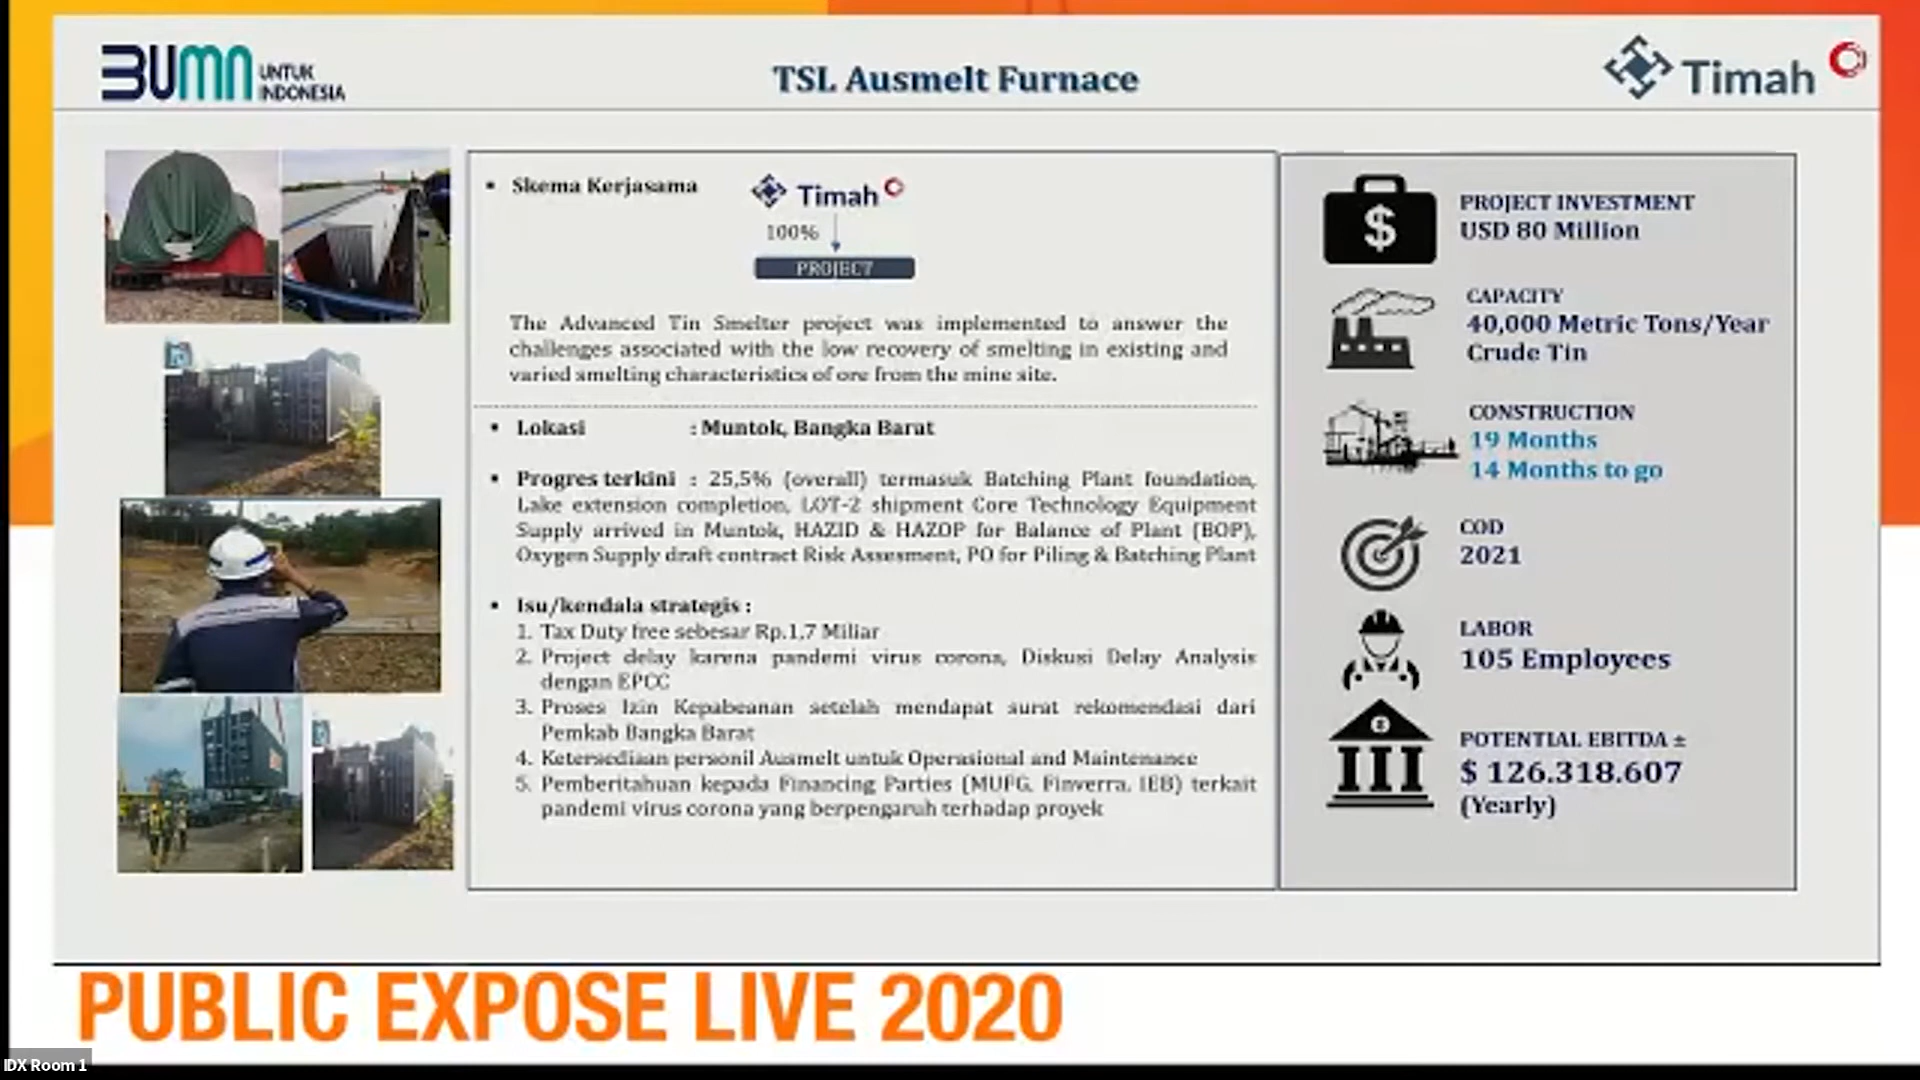 BUMN UNTUK
INDONESIA
TSL Ausmelt Furnace
Timah
▪ Skema Kerjasama
Timah
100%
PROJECT
The Advanced Tin Smelter project was implemented to answer the
challenges associated with the low recovery of smelting in existing and
varied smelting characteristics of ore from the mine site.
▪ Lokasi : Muntok, Bangka Barat
▪ Progres terkini : 25,5% (overall) termasuk Batching Plant foundation,
Lake extension completion, LOT-2 shipment Core Technology Equipment
Supply arrived in Muntok, HAZID & HAZOP for Balance of Plant (BOP),
Oxygen Supply draft contract Risk Assesment, PO for Piling & Batching Plant
▪ Isu/kendala strategis :
1. Tax Duty free sebesar Rp.1,7 Miliar
2. Project delay karena pandemi virus corona, Diskusi Delay Analysis
dengan EPCC
3. Proses Izin Kepabeanan setelah mendapat surat rekomendasi dari
Pemkab Bangka Barat
4. Ketersediaan personil Ausmelt untuk Operasional and Maintenance
5. Pemberitahuan kepada Financing Parties (MUFG, Finverra, IEB) terkait
pandemi virus corona yang berpengaruh terhadap proyek
PROJECT INVESTMENT
USD 80 Million
CAPACITY
40,000 Metric Tons/Year
Crude Tin
CONSTRUCTION
19 Months
14 Months to go
COD
2021
LABOR
105 Employees
POTENTIAL EBITDA ±
$ 126.318.607
(Yearly)
PUBLIC EXPOSE LIVE 2020
IDX Room 1